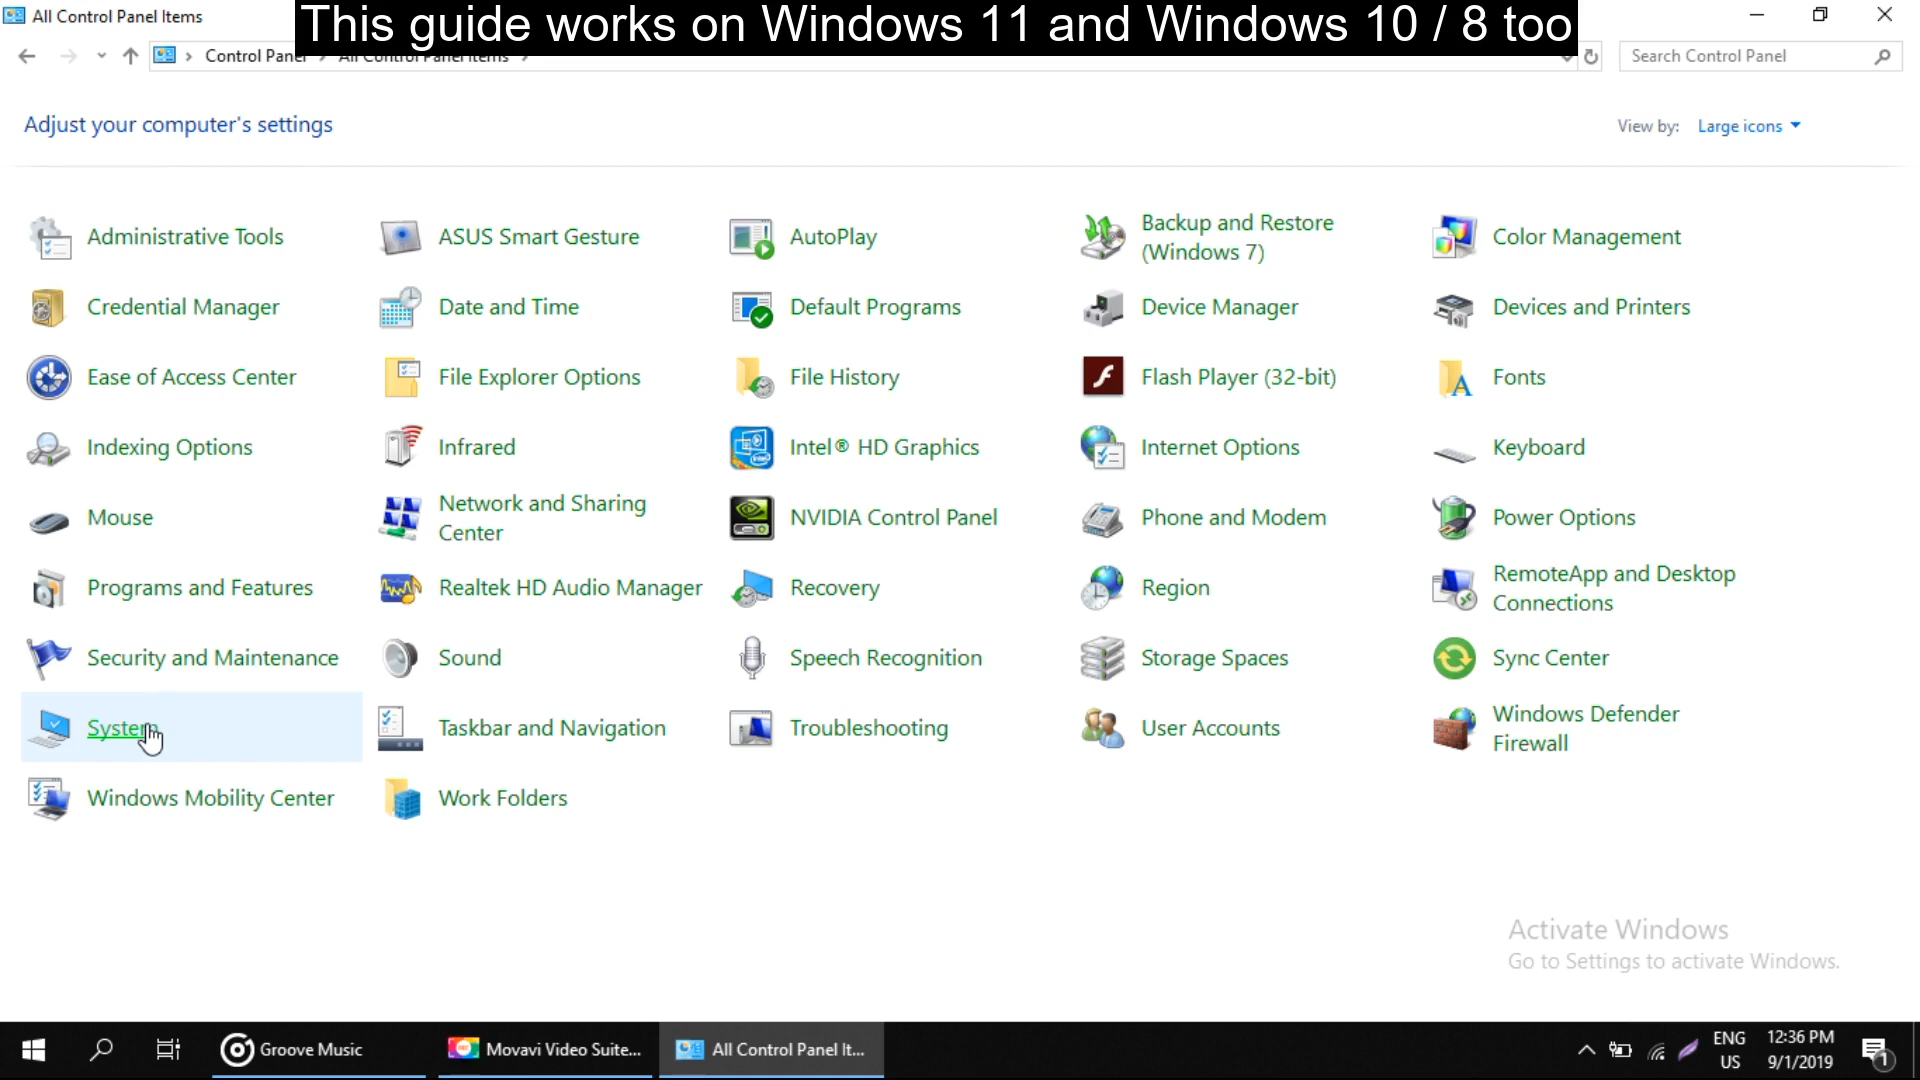 All Control Panel Items
This guide works on Windows 11 and Windows 10 / 8 too
Control Panel
All Control Panel Items
Search Control Panel
Adjust your computer's settings
View by: Large icons
Administrative Tools
ASUS Smart Gesture
AutoPlay
Backup and Restore
(Windows 7)
Color Management
Credential Manager
Date and Time
Default Programs
Device Manager
Devices and Printers
Ease of Access Center
File Explorer Options
File History
Flash Player (32-bit)
Fonts
Indexing Options
Infrared
Intel® HD Graphics
Internet Options
Keyboard
Mouse
Network and Sharing
Center
NVIDIA Control Panel
Phone and Modem
Power Options
Programs and Features
Realtek HD Audio Manager
Recovery
Region
RemoteApp and Desktop
Connections
Security and Maintenance
Sound
Speech Recognition
Storage Spaces
Sync Center
System
Taskbar and Navigation
Troubleshooting
User Accounts
Windows Defender
Firewall
Windows Mobility Center
Work Folders
Activate Windows
Go to Settings to activate Windows.
Groove Music
Movavi Video Suite...
All Control Panel It...
ENG
US
12:36 PM
9/1/2019
1